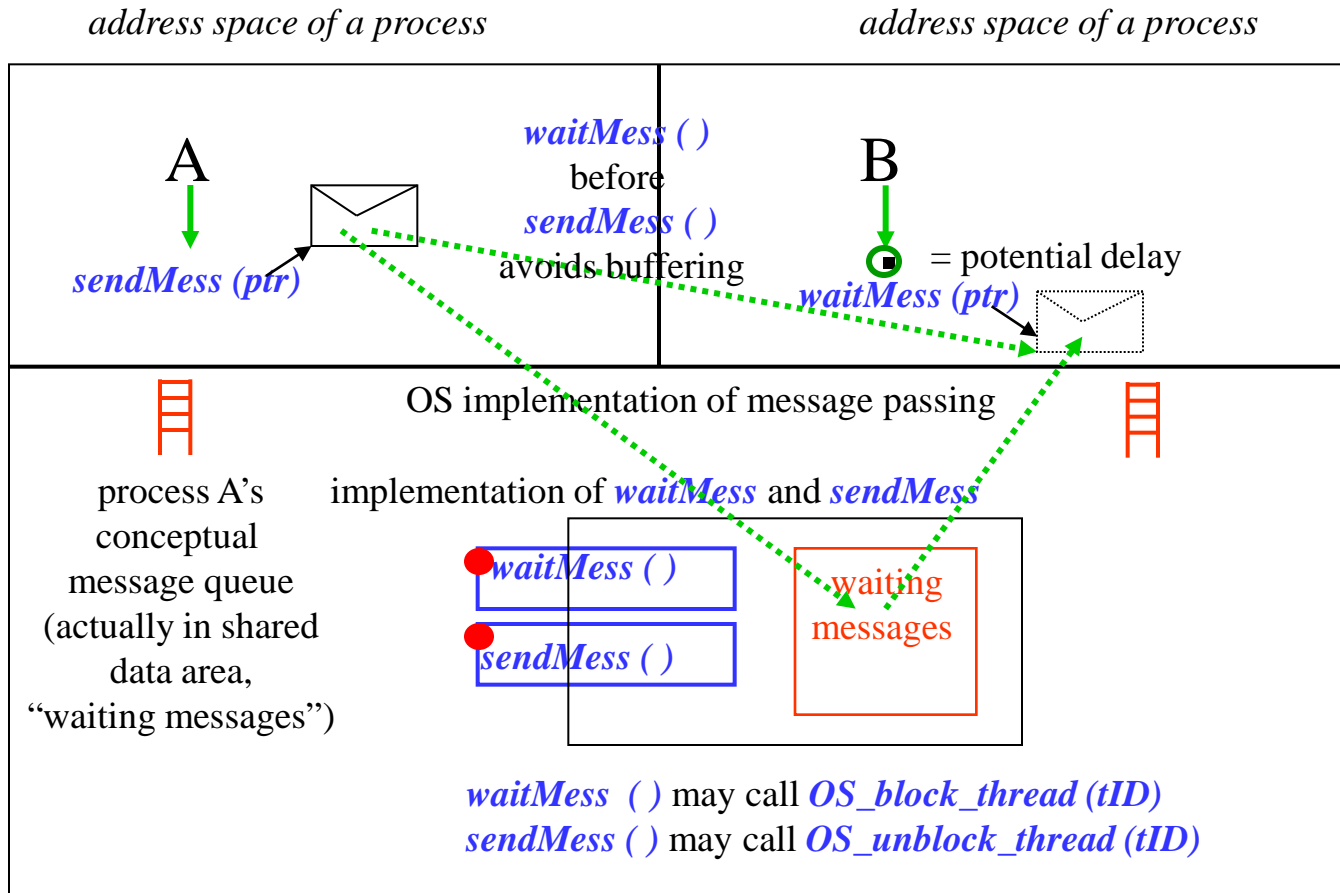 address space of a process
address space of a process
waitMess ( )
before
sendMess ( )
avoids buffering
A
sendMess (ptr)
B
= potential delay
waitMess (ptr)
OS implementation of message passing
process A's
conceptual
message queue
(actually in shared
data area,
“waiting messages”)
implementation of waitMess and sendMess
waitMess ( )
sendMess ( )
waiting
messages
waitMess ( ) may call OS_block_thread (tID)
sendMess ( ) may call OS_unblock_thread (tID)